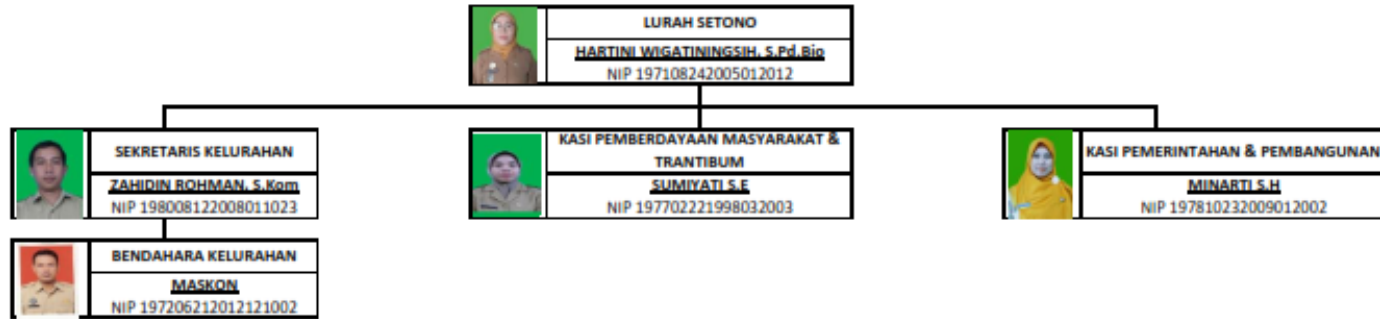 LURAH SETONO
HARTINI WIGATININGSIH, S.Pd.Bio
NIP 197108242005012012
SEKRETARIS KELURAHAN
ZAHIDIN ROHMAN, S.Kom
NIP 198008122008011023
KASI PEMBERDAYAAN MASYARAKAT &
TRANTIBUM
SUMIYATI S.E
NIP 197702221998032003
KASI PEMERINTAHAN & PEMBANGUNAN
MINARTI S.H
NIP 197810232009012002
BENDAHARA KELURAHAN
MASKON
NIP 197206212012121002